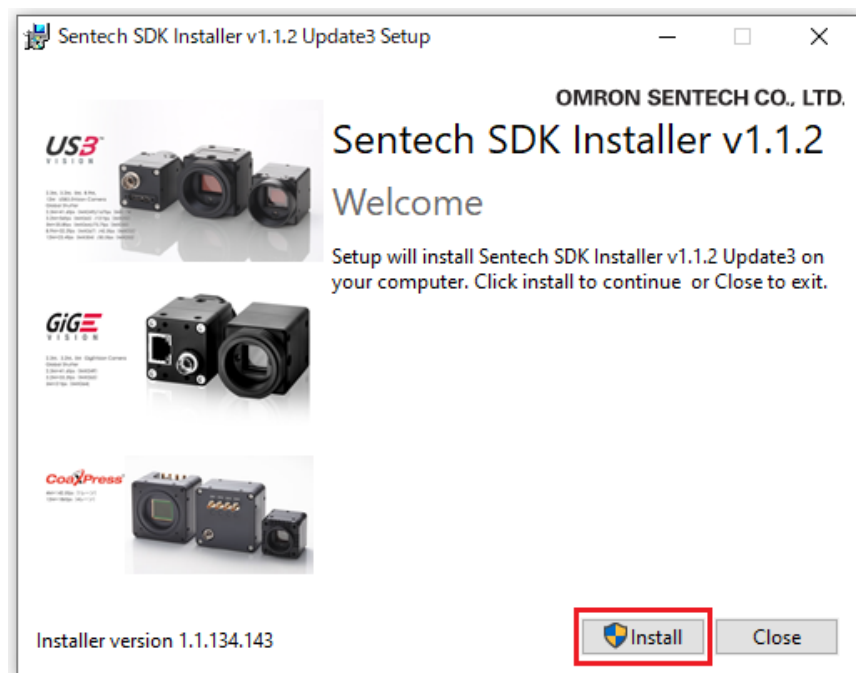 Sentech SDK Installer v1.1.2 Update3 Setup
OMRON SENTECH CO., LTD.
Sentech SDK Installer v1.1.2
Welcome
Setup will install Sentech SDK Installer v1.1.2 Update3 on
your computer. Click install to continue or Close to exit.
US3
VISION
GiGE
VISION
CoaXPress
Installer version 1.1.134.143
Install
Close